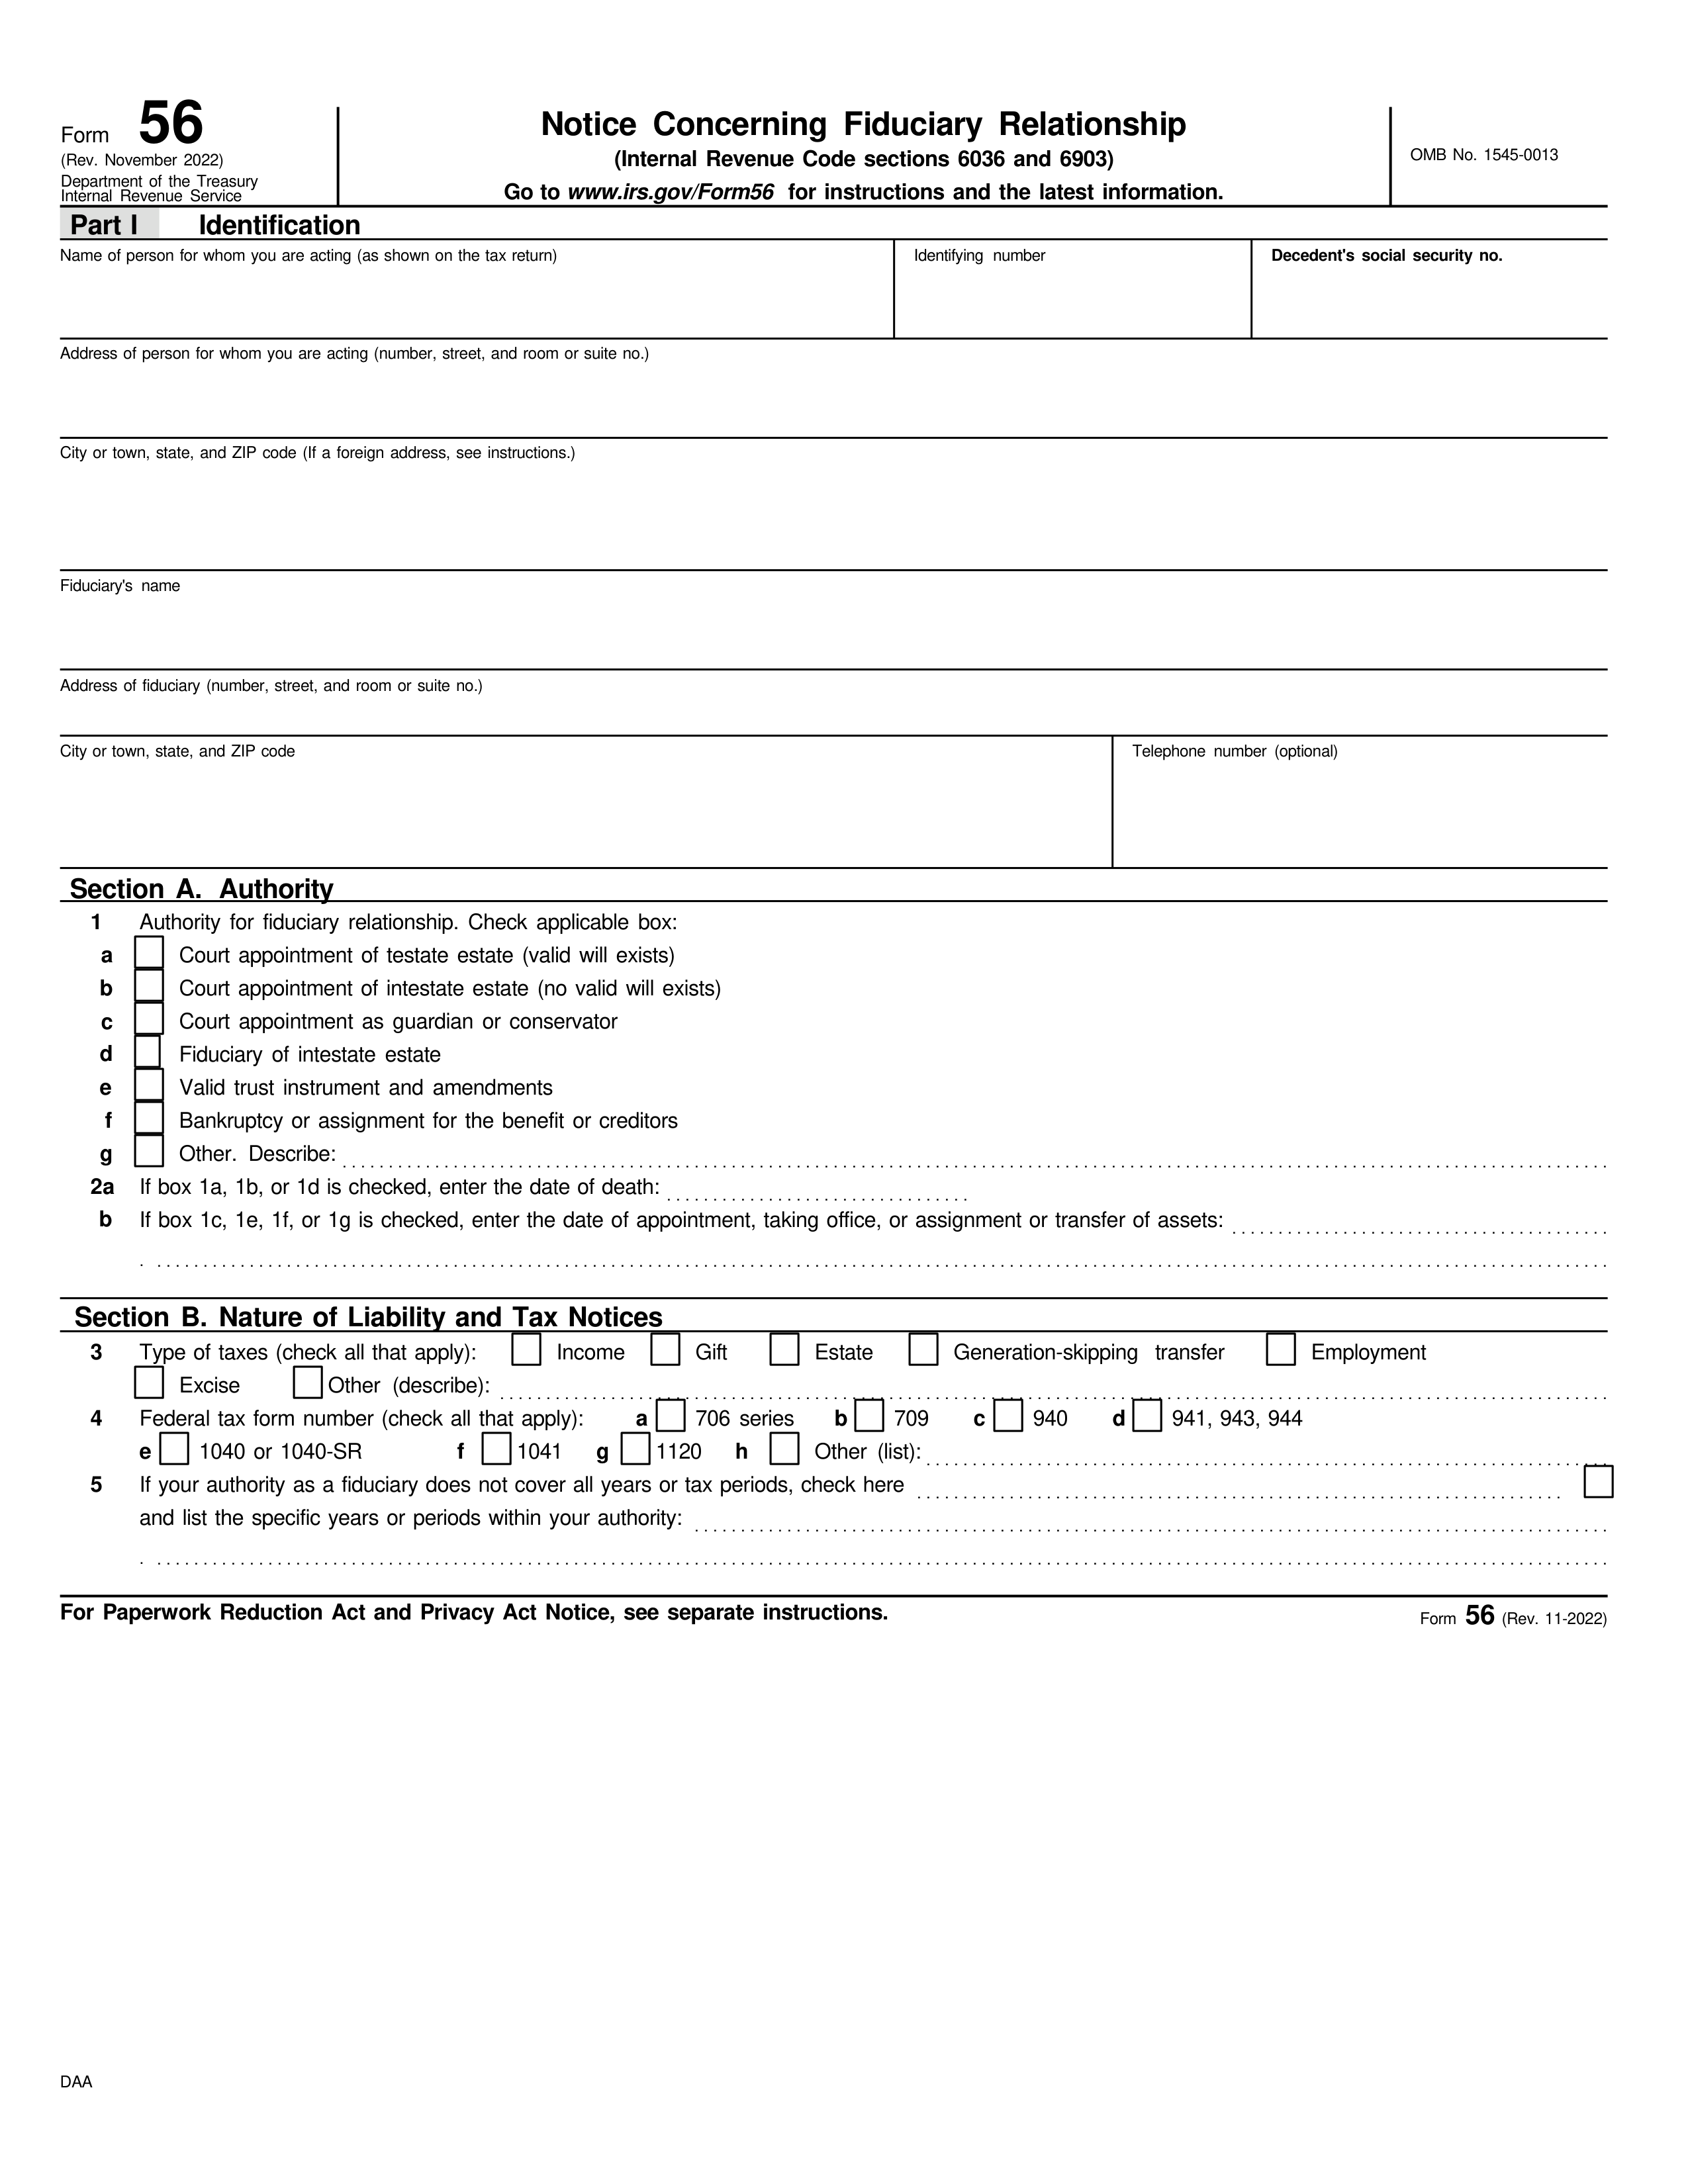 Form 56
(Rev. November 2022)
Department of the Treasury
Internal Revenue Service
Notice Concerning Fiduciary Relationship
(Internal Revenue Code sections 6036 and 6903)
Go to www.irs.gov/Form56 for instructions and the latest information.
OMB No. 1545-0013
Part I Identification
Name of person for whom you are acting (as shown on the tax return)
Identifying number
Decedent's social security no.
Address of person for whom you are acting (number, street, and room or suite no.)
City or town, state, and ZIP code (If a foreign address, see instructions.)
Fiduciary's name
Address of fiduciary (number, street, and room or suite no.)
City or town, state, and ZIP code
Telephone number (optional)
Section A. Authority
1 Authority for fiduciary relationship. Check applicable box:
a Court appointment of testate estate (valid will exists)
b Court appointment of intestate estate (no valid will exists)
c Court appointment as guardian or conservator
d Fiduciary of intestate estate
e Valid trust instrument and amendments
f Bankruptcy or assignment for the benefit or creditors
g Other. Describe:
2a If box 1a, 1b, or 1d is checked, enter the date of death:
b If box 1c, 1e, 1f, or 1g is checked, enter the date of appointment, taking office, or assignment or transfer of assets:
Section B. Nature of Liability and Tax Notices
3 Type of taxes (check all that apply): Income Gift Estate Generation-skipping transfer Employment
Excise Other (describe):
4 Federal tax form number (check all that apply): a 706 series b 709 c 940 d 941, 943, 944
e 1040 or 1040-SR f 1041 g 1120 h Other (list):
5 If your authority as a fiduciary does not cover all years or tax periods, check here
and list the specific years or periods within your authority:
For Paperwork Reduction Act and Privacy Act Notice, see separate instructions.
Form 56 (Rev. 11-2022)
DAA